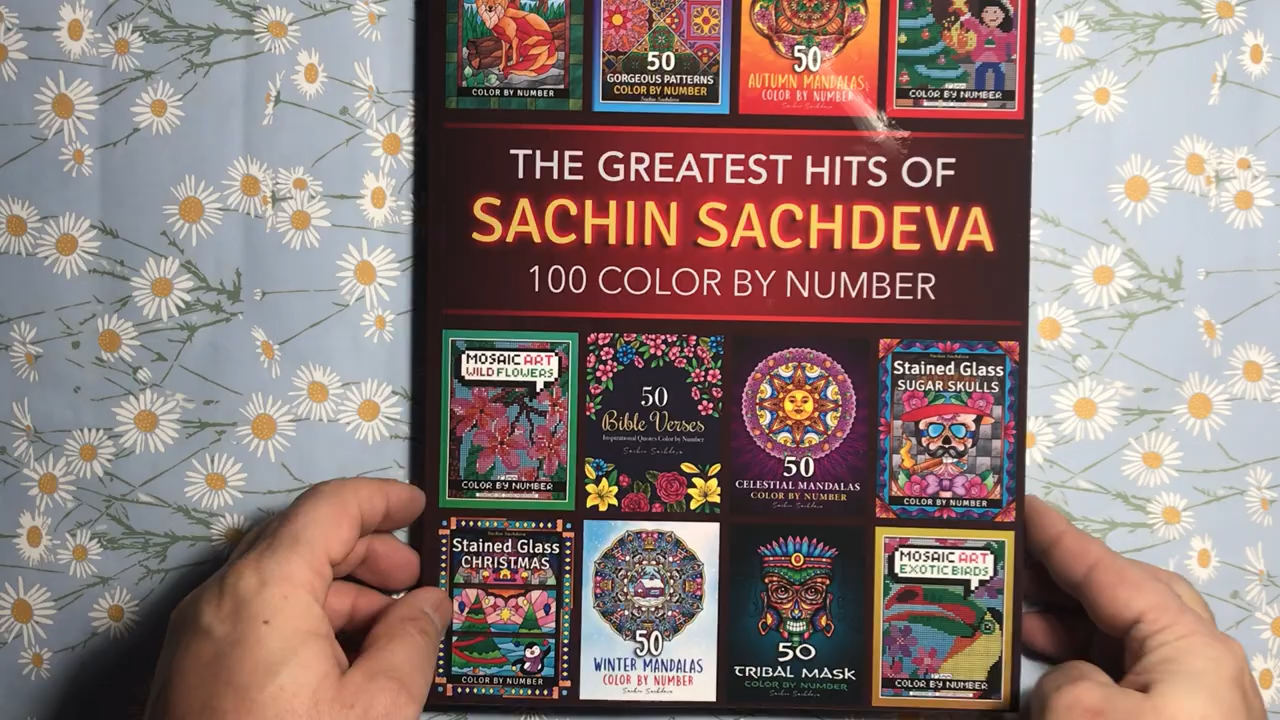 COLOR BY NUMBER
50
GORGEOUS PATTERNS
COLOR BY NUMBER
Sachin Sachdeva
50
AUTUMN MANDALAS
COLOR BY NUMBER
Sachin Sachdeva
COLOR BY NUMBER
THE GREATEST HITS OF
SACHIN SACHDEVA
100 COLOR BY NUMBER
MOSAIC ART
WILD FLOWERS
COLOR BY NUMBER
50
Bible Verses
Inspirational Quotes Color by Number
Sachin Sachdeva
50
CELESTIAL MANDALAS
COLOR BY NUMBER
Sachin Sachdeva
Sachin Sachdeva
Stained Glass
SUGAR SKULLS
COLOR BY NUMBER
Sachin Sachdeva
Stained Glass
CHRISTMAS
COLOR BY NUMBER
50
WINTER MANDALAS
COLOR BY NUMBER
Sachin Sachdeva
50
TRIBAL MASK
COLOR BY NUMBER
Sachin Sachdeva
MOSAIC ART
EXOTIC BIRDS
COLOR BY NUMBER